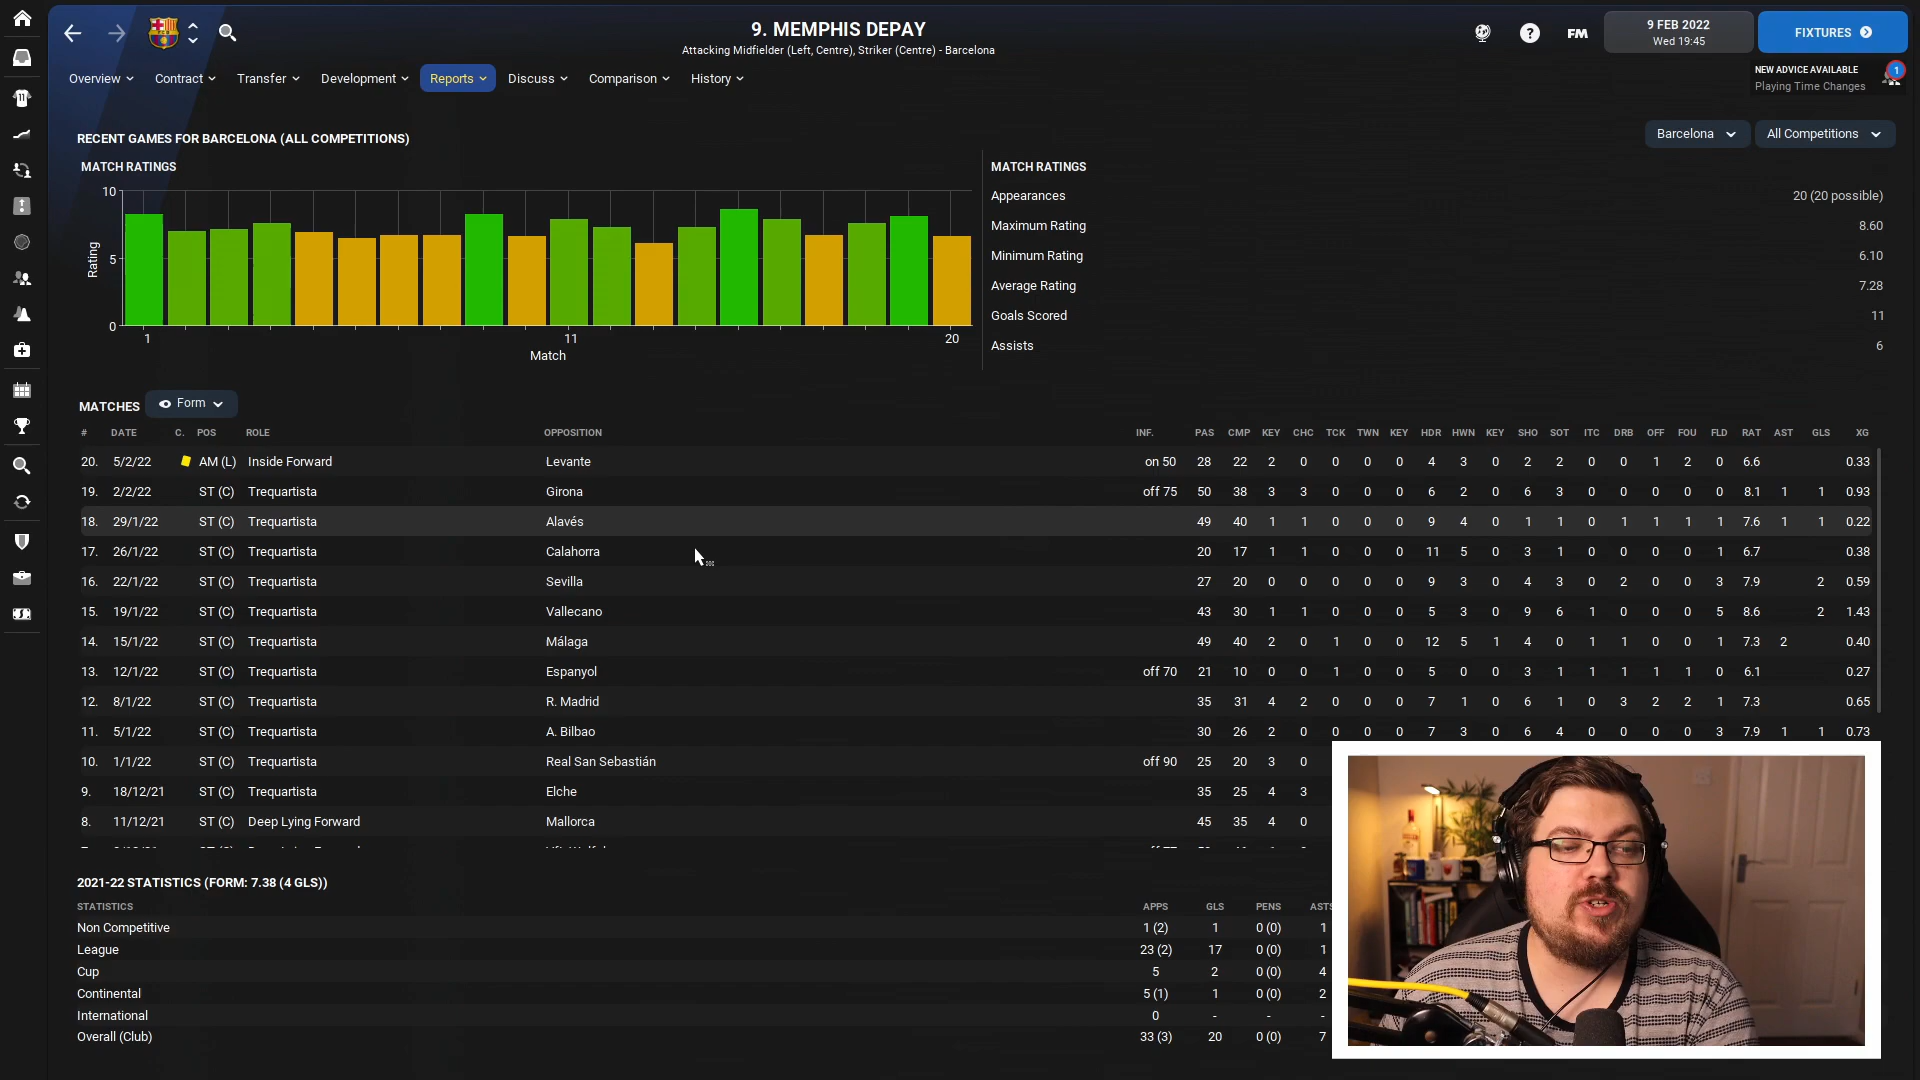 9. MEMPHIS DEPAY
Attacking Midfielder (Left, Centre), Striker (Centre) - Barcelona
? FM
9 FEB 2022
Wed 19:45
FIXTURES
Overview Contract Transfer Development Reports Discuss Comparison History
NEW ADVICE AVAILABLE 1
Playing Time Changes
RECENT GAMES FOR BARCELONA (ALL COMPETITIONS)
Barcelona All Competitions
MATCH RATINGS
10
5
0
Rating
1 11 20
Match
MATCH RATINGS
Appearances 20 (20 possible)
Maximum Rating 8.60
Minimum Rating 6.10
Average Rating 7.28
Goals Scored 11
Assists 6
MATCHES Form
# DATE C. POS ROLE OPPOSITION INF. PAS CMP KEY CHC TCK TWN KEY HDR HWN KEY SHO SOT ITC DRB OFF FOU FLD RAT AST GLS XG
20. 5/2/22 AM (L) Inside Forward Levante on 50 28 22 2 0 0 0 0 4 3 0 2 2 0 0 1 2 0 6.6 0.33
19. 2/2/22 ST (C) Trequartista Girona off 75 50 38 3 3 0 0 0 6 2 0 6 3 0 0 0 0 0 8.1 1 1 0.93
18. 29/1/22 ST (C) Trequartista Alavés 49 40 1 1 0 0 0 9 4 0 1 1 0 1 1 1 1 7.6 1 1 0.22
17. 26/1/22 ST (C) Trequartista Calahorra 20 17 1 1 0 0 0 11 5 0 3 1 0 0 0 0 1 6.7 0.38
16. 22/1/22 ST (C) Trequartista Sevilla 27 20 0 0 0 0 0 9 3 0 4 3 0 2 0 0 3 7.9 2 0.59
15. 19/1/22 ST (C) Trequartista Vallecano 43 30 1 1 0 0 0 5 3 0 9 6 1 0 0 0 5 8.6 2 1.43
14. 15/1/22 ST (C) Trequartista Málaga 49 40 2 0 1 0 0 12 5 1 4 0 1 1 0 0 1 7.3 2 0.40
13. 12/1/22 ST (C) Trequartista Espanyol off 70 21 10 0 0 1 0 0 5 0 0 3 1 1 1 1 1 0 6.1 0.27
12. 8/1/22 ST (C) Trequartista R. Madrid 35 31 4 2 0 0 0 7 1 0 6 1 0 3 2 2 1 7.3 0.65
11. 5/1/22 ST (C) Trequartista A. Bilbao 30 26 2 0 0 0 0 7 3 0 6 4 0 0 0 0 3 7.9 1 1 0.73
10. 1/1/22 ST (C) Trequartista Real San Sebastián off 90 25 20 3 0
9. 18/12/21 ST (C) Trequartista Elche 35 25 4 3
8. 11/12/21 ST (C) Deep Lying Forward Mallorca 45 35 4 0
2021-22 STATISTICS (FORM: 7.38 (4 GLS))
STATISTICS APPS GLS PENS ASTS
Non Competitive 1 (2) 1 0 (0) 1
League 23 (2) 17 0 (0) 1
Cup 5 2 0 (0) 4
Continental 5 (1) 1 0 (0) 2
International 0 - - -
Overall (Club) 33 (3) 20 0 (0) 7